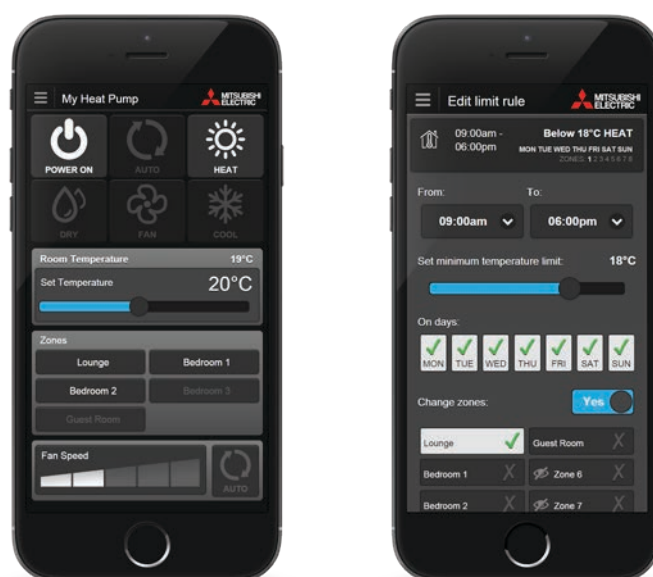 My Heat Pump
MITSUBISHI
ELECTRIC
POWER ON
AUTO
HEAT
DRY
FAN
COOL
Room Temperature 19°C
Set Temperature 20°C
Zones
Lounge
Bedroom 1
Bedroom 2
Bedroom 3
Guest Room
Fan Speed
AUTO
Edit limit rule
MITSUBISHI
ELECTRIC
09:00am -
06:00pm
Below 18°C HEAT
MON TUE WED THU FRI SAT SUN
ZONES: 1 2 3 4 5 6 7 8
From: To:
09:00am 06:00pm
Set minimum temperature limit: 18°C
On days:
MON TUE WED THU FRI SAT SUN
Change zones: Yes
Lounge
Guest Room
Bedroom 1
Zone 6
Bedroom 2
Zone 7